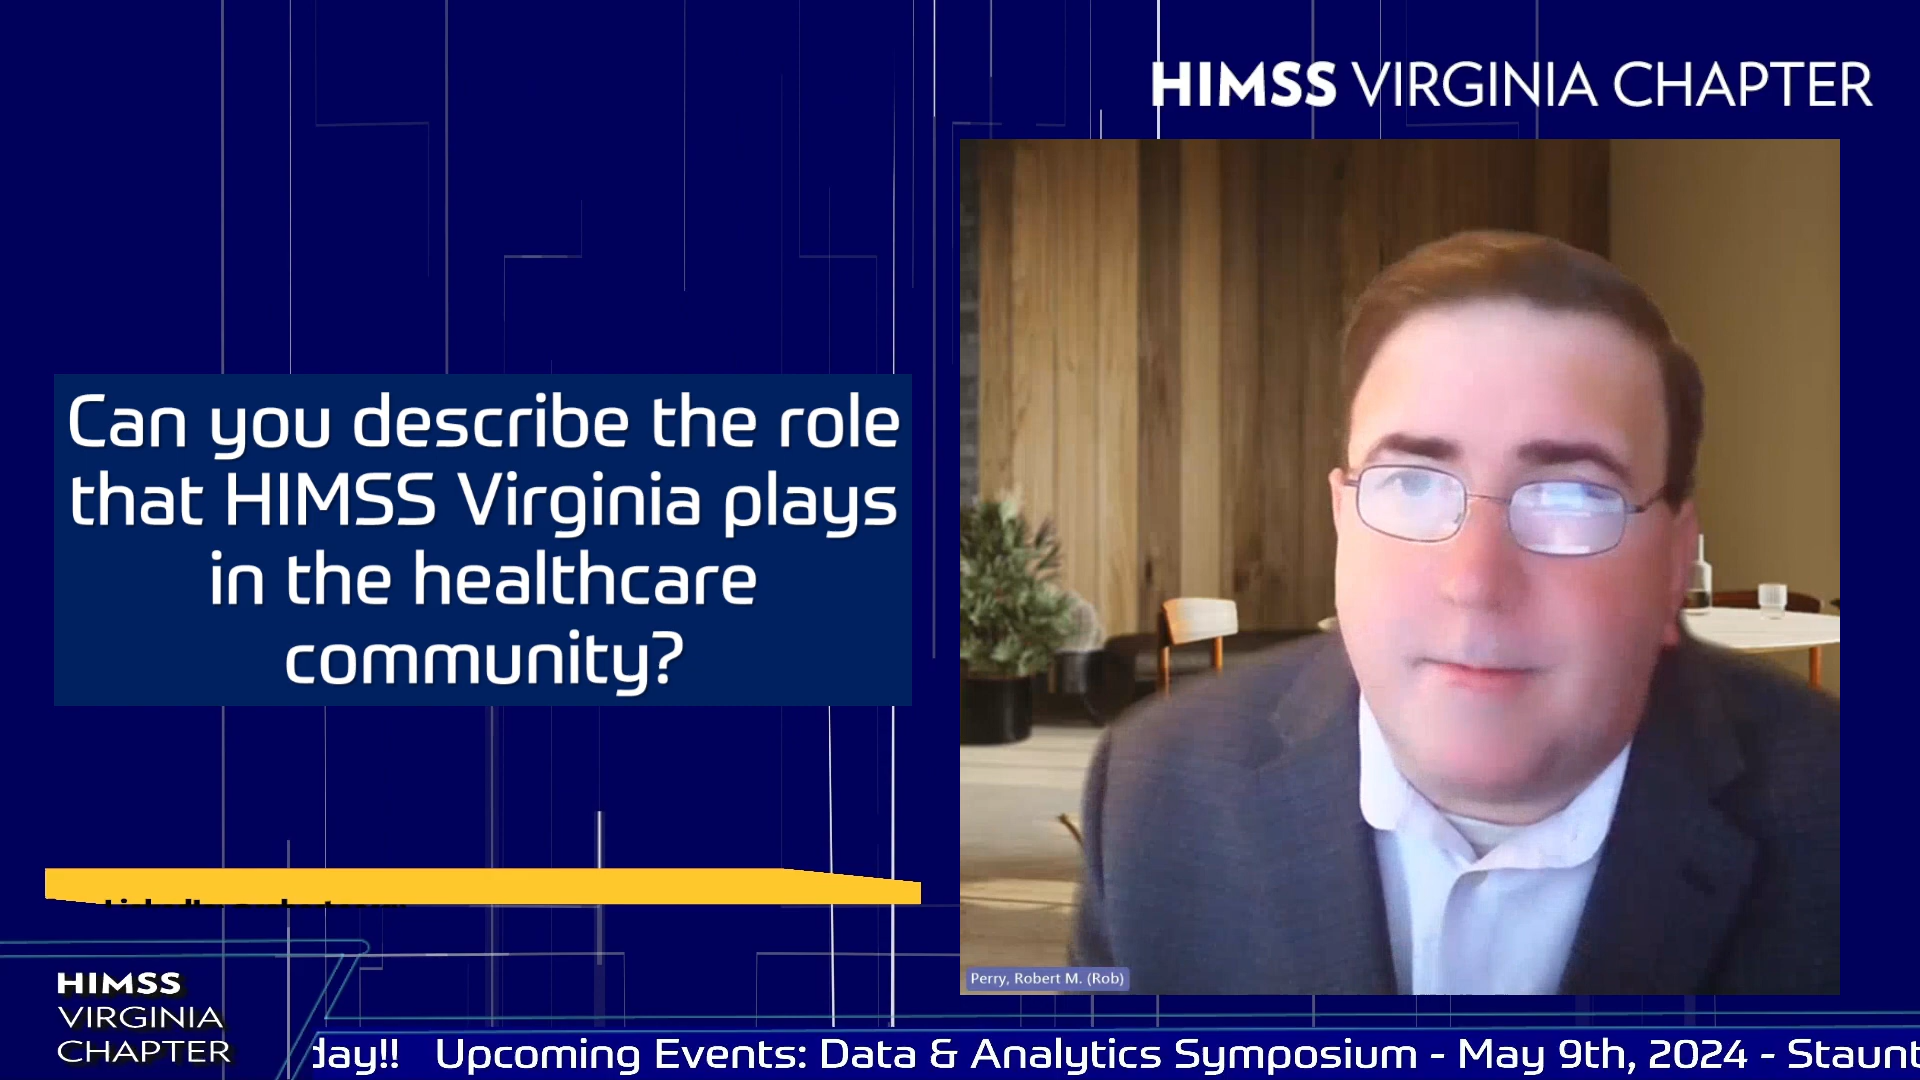 HIMSS VIRGINIA CHAPTER
Can you describe the role
that HIMSS Virginia plays
in the healthcare
community?
Perry, Robert M. (Rob)
HIMSS
VIRGINIA
CHAPTER
day!! Upcoming Events: Data & Analytics Symposium - May 9th, 2024 - Staunt